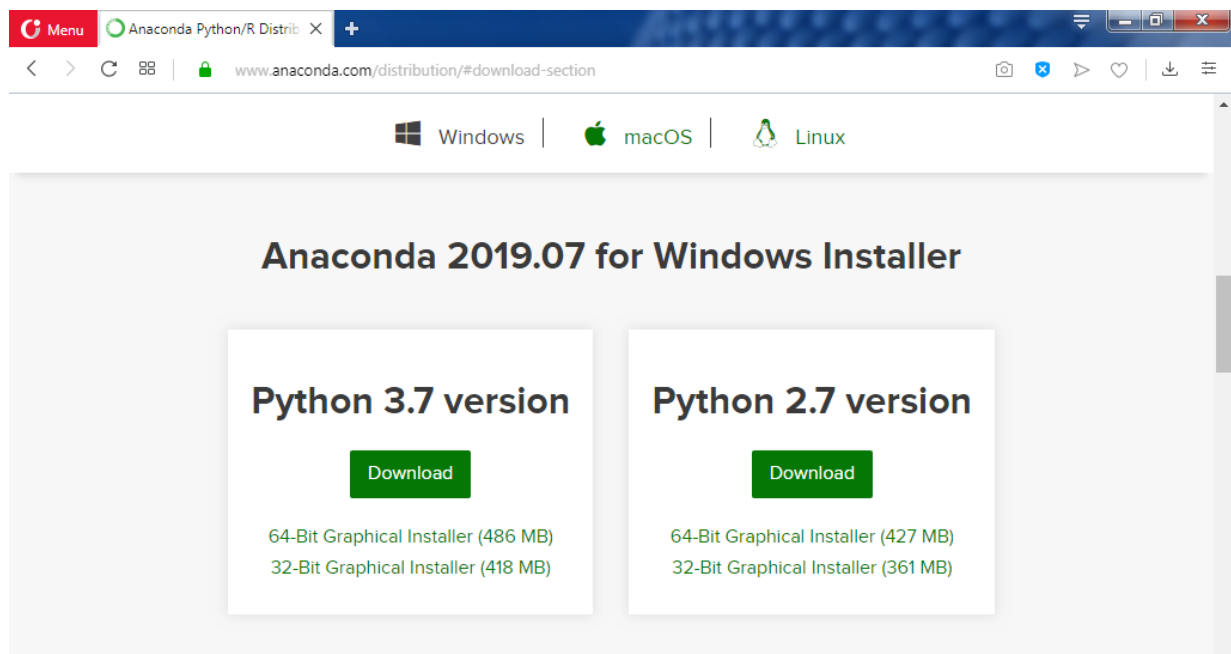 Menu
Anaconda Python/R Distrib
www.anaconda.com/distribution/#download-section
Windows macOS Linux
Anaconda 2019.07 for Windows Installer
Python 3.7 version
Download
64-Bit Graphical Installer (486 MB)
32-Bit Graphical Installer (418 MB)
Python 2.7 version
Download
64-Bit Graphical Installer (427 MB)
32-Bit Graphical Installer (361 MB)